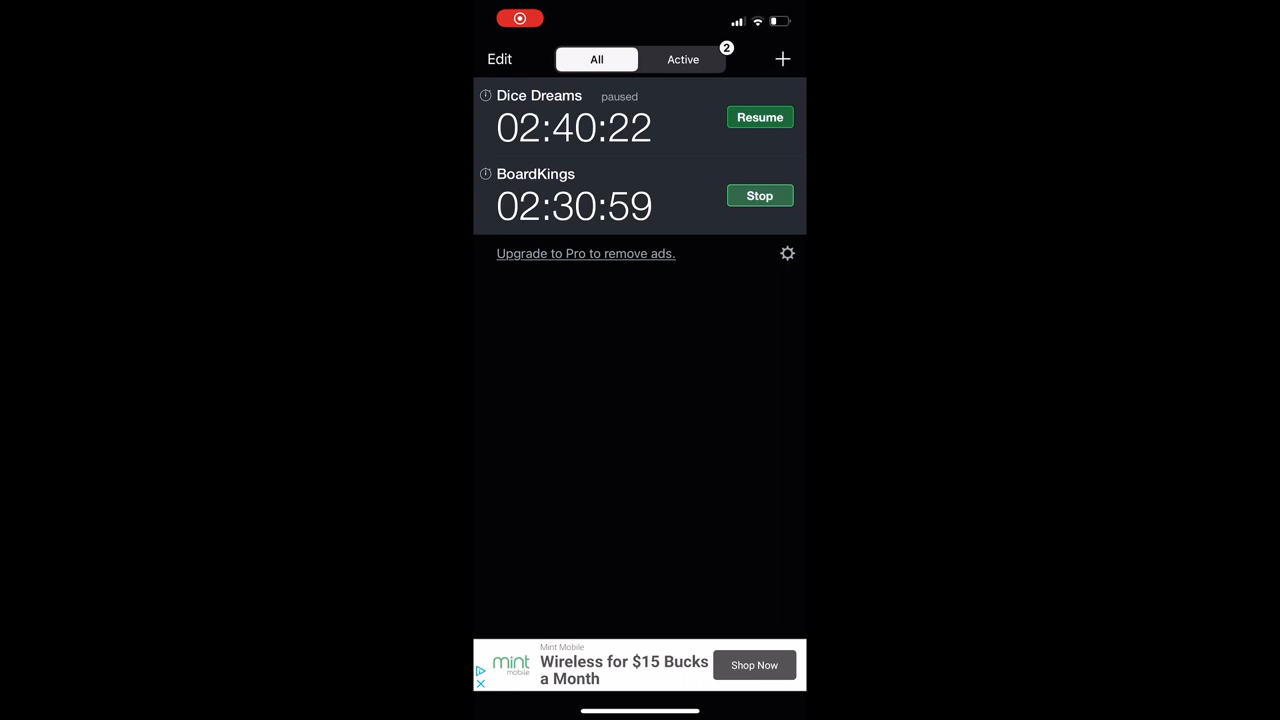 Edit
All
Active
2
Dice Dreams paused
02:40:22
Resume
BoardKings
02:30:59
Stop
Upgrade to Pro to remove ads.
mint
mobile
Mint Mobile
Wireless for $15 Bucks
a Month
Shop Now